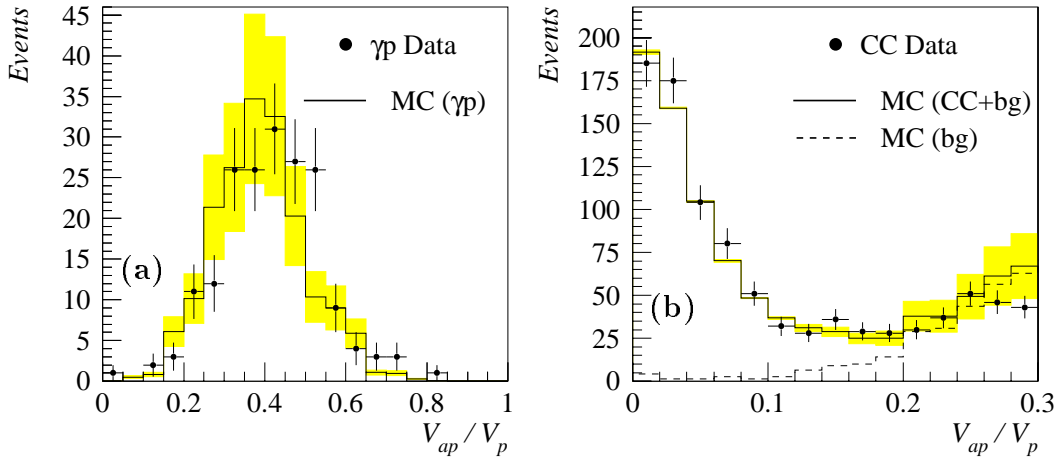 Events
45
40
35
30
25
20
15
10
5
0
γp Data
MC (γp)
(a)
0 0.2 0.4 0.6 0.8 1
V_ap / V_p
Events
200
175
150
125
100
75
50
25
0
CC Data
MC (CC+bg)
MC (bg)
(b)
0 0.1 0.2 0.3
V_ap / V_p